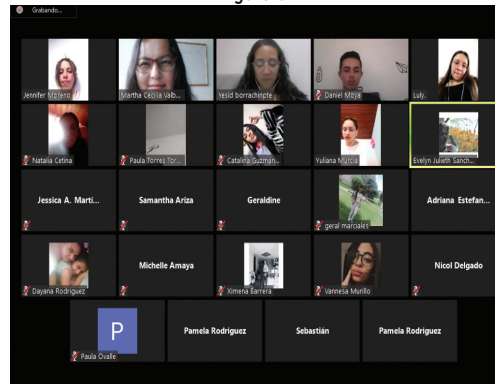 Grabando...
Jennifer Moreno
Martha Cecilia Valb...
Yesid borrachinpte
Daniel Moya
Luly.
Natalia Cetina
Paula Torres Tor...
Catalina Guzman...
Yuliana Murcia
Evelyn Julieth Sanch...
Jessica A. Marti...
Samantha Ariza
Geraldine
geral marciales
Adriana Estefan...
Dayana Rodriguez
Michelle Amaya
Ximena Barrera
Vannesa Murillo
Nicol Delgado
P
Paula Ovalle
Pamela Rodriguez
Sebastián
Pamela Rodriguez